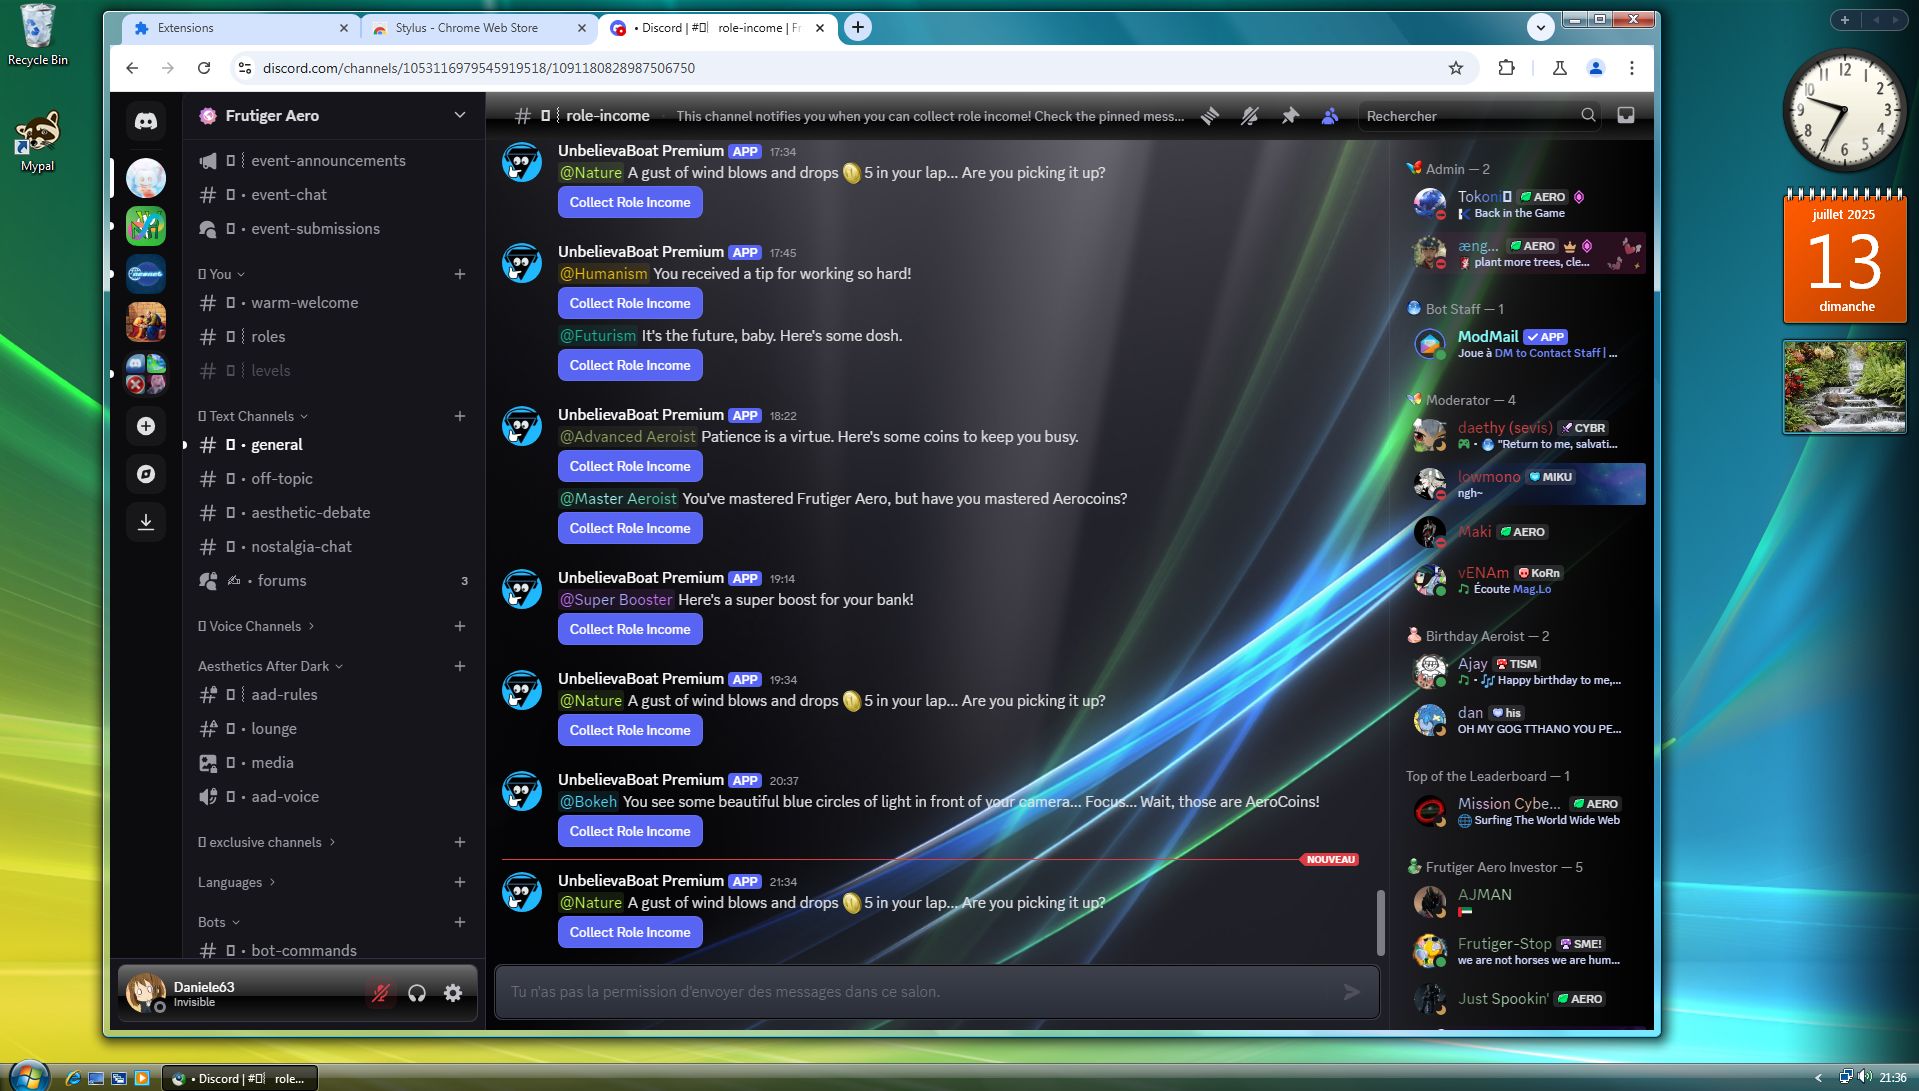 Recycle Bin
Mypal
Extensions
Stylus - Chrome Web Store
• Discord | #▯⦚ role-income | Fr
discord.com/channels/1053116979545919518/1091180828987506750
Frutiger Aero
▯⦚ event-announcements
▯ • event-chat
▯ • event-submissions
▯ You
▯ • warm-welcome
▯⦚ roles
▯⦚ levels
▯ Text Channels
▯ • general
▯ • off-topic
▯ • aesthetic-debate
▯ • nostalgia-chat
✍ • forums
3
▯ Voice Channels
Aesthetics After Dark
▯⦚ aad-rules
▯ • lounge
▯ • media
▯ • aad-voice
▯ exclusive channels
Languages
Bots
▯ • bot-commands
Daniele63
Invisible
▯⦚ role-income
This channel notifies you when you can collect role income! Check the pinned mess...
Rechercher
UnbelievaBoat Premium APP 17:34
@Nature A gust of wind blows and drops 5 in your lap... Are you picking it up?
Collect Role Income
UnbelievaBoat Premium APP 17:45
@Humanism You received a tip for working so hard!
Collect Role Income
@Futurism It's the future, baby. Here's some dosh.
Collect Role Income
UnbelievaBoat Premium APP 18:22
@Advanced Aeroist Patience is a virtue. Here's some coins to keep you busy.
Collect Role Income
@Master Aeroist You've mastered Frutiger Aero, but have you mastered Aerocoins?
Collect Role Income
UnbelievaBoat Premium APP 19:14
@Super Booster Here's a super boost for your bank!
Collect Role Income
UnbelievaBoat Premium APP 19:34
@Nature A gust of wind blows and drops 5 in your lap... Are you picking it up?
Collect Role Income
UnbelievaBoat Premium APP 20:37
@Bokeh You see some beautiful blue circles of light in front of your camera... Focus... Wait, those are AeroCoins!
Collect Role Income
NOUVEAU
UnbelievaBoat Premium APP 21:34
@Nature A gust of wind blows and drops 5 in your lap... Are you picking it up?
Collect Role Income
Tu n'as pas la permission d'envoyer des messages dans ce salon.
Admin — 2
Tokoni▯ AERO
Back in the Game
æng... AERO
plant more trees, cle...
Bot Staff — 1
ModMail APP
Joue à DM to Contact Staff | ...
Moderator — 4
daethy (sevis) CYBR
• "Return to me, salvati...
lowmono MIKU
ngh~
Maki AERO
vENAm KoRn
Écoute Mag.Lo
Birthday Aeroist — 2
Ajay TISM
• Happy birthday to me,...
dan his
OH MY GOG TTHANO YOU PE...
Top of the Leaderboard — 1
Mission Cybe... AERO
Surfing The World Wide Web
Frutiger Aero Investor — 5
AJMAN
Frutiger-Stop SME!
we are not horses we are hum...
Just Spookin' AERO
12
1
2
3
4
5
6
7
8
9
10
11
juillet 2025
13
dimanche
• Discord | #▯⦚ role...
21:36